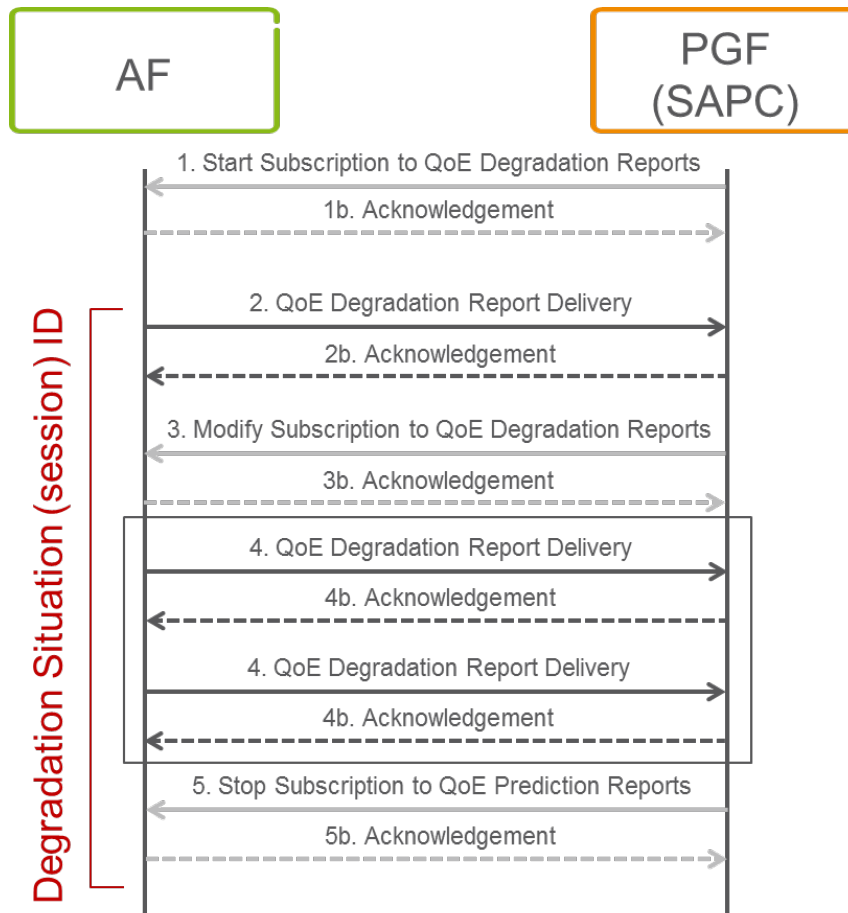 AF
PGF
(SAPC)
1. Start Subscription to QoE Degradation Reports
1b. Acknowledgement
2. QoE Degradation Report Delivery
2b. Acknowledgement
3. Modify Subscription to QoE Degradation Reports
3b. Acknowledgement
4. QoE Degradation Report Delivery
4b. Acknowledgement
4. QoE Degradation Report Delivery
4b. Acknowledgement
5. Stop Subscription to QoE Prediction Reports
5b. Acknowledgement
Degradation Situation (session) ID